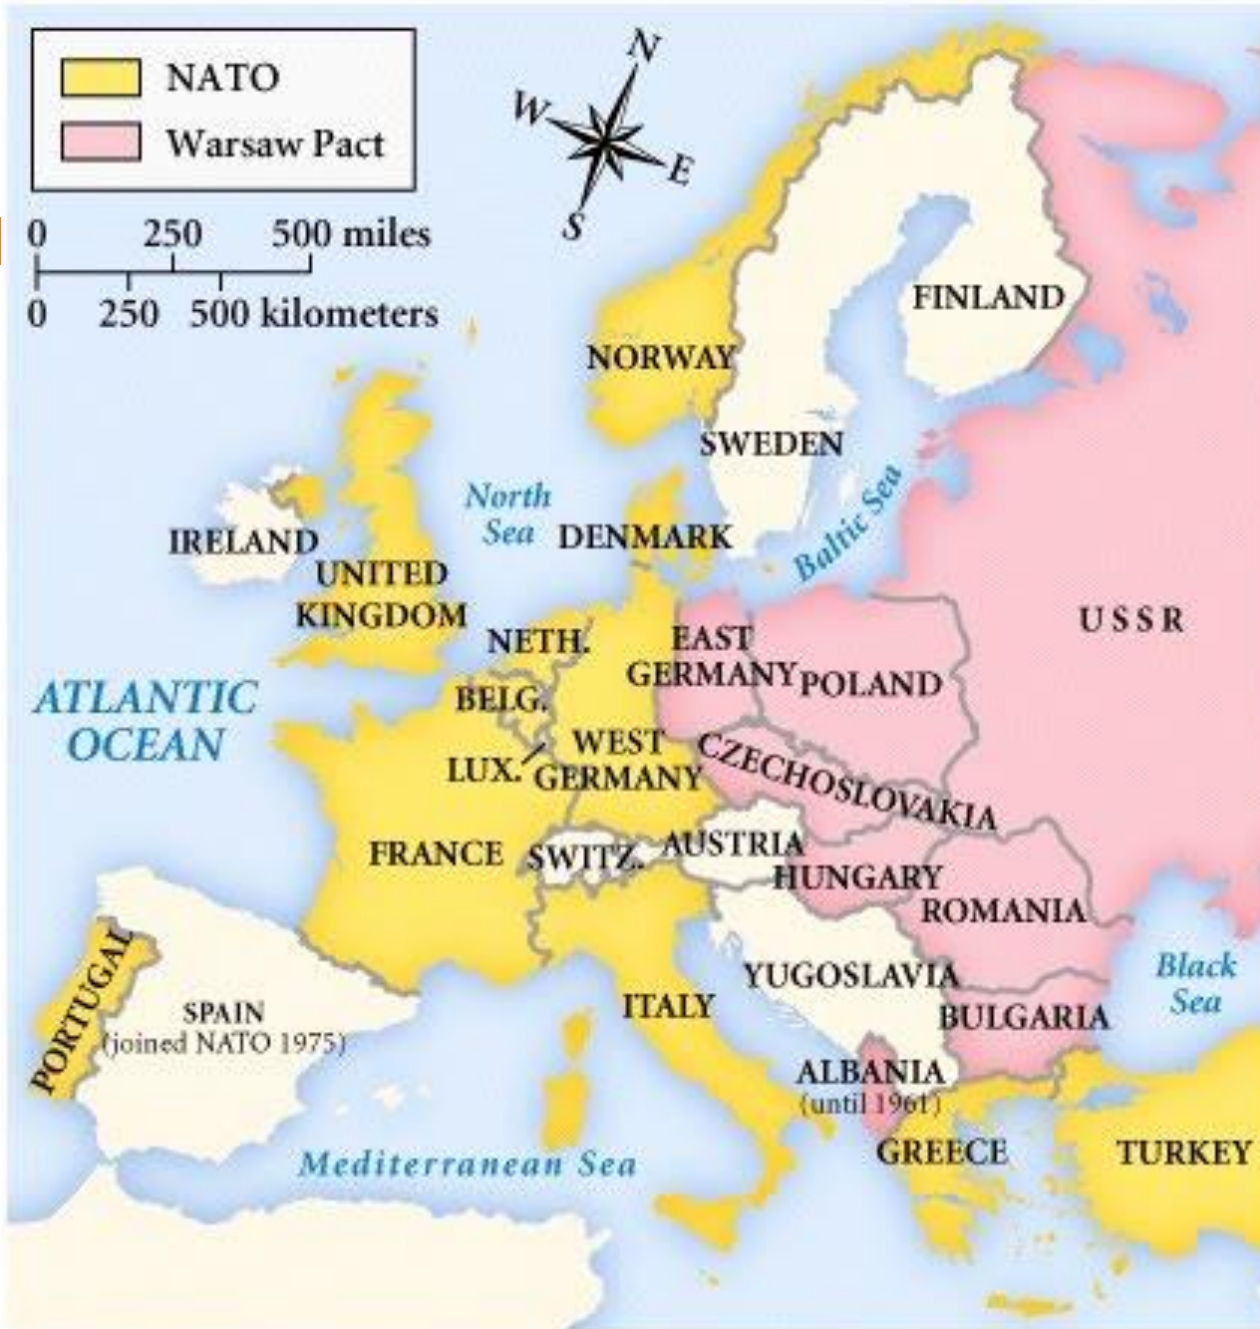 NATO
Warsaw Pact
N
W
E
S
0 250 500 miles
0 250 500 kilometers
FINLAND
NORWAY
SWEDEN
North
Sea
DENMARK
Baltic Sea
IRELAND
UNITED
KINGDOM
NETH.
EAST
GERMANY
POLAND
USSR
ATLANTIC
OCEAN
BELG.
LUX.
WEST
GERMANY
CZECHOSLOVAKIA
FRANCE
SWITZ.
AUSTRIA
HUNGARY
ROMANIA
PORTUGAL
SPAIN
(joined NATO 1975)
ITALY
YUGOSLAVIA
BULGARIA
Black
Sea
ALBANIA
(until 1961)
GREECE
TURKEY
Mediterranean Sea